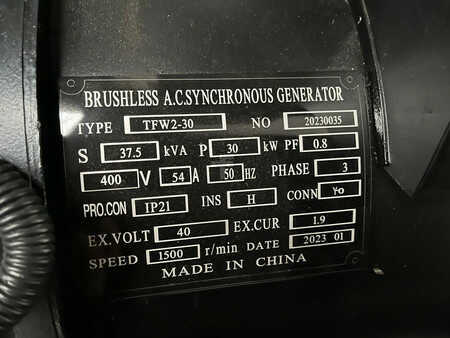 BRUSHLESS A.C.SYNCHRONOUS GENERATOR
TYPE TFW2-30 NO 20230035
S 37.5 kVA P 30 kW PF 0.8
400 V 54 A 50 HZ PHASE 3
PRO.CON IP21 INS H CONN Yo
EX.VOLT 40 EX.CUR 1.9
SPEED 1500 r/min DATE 2023 01
MADE IN CHINA